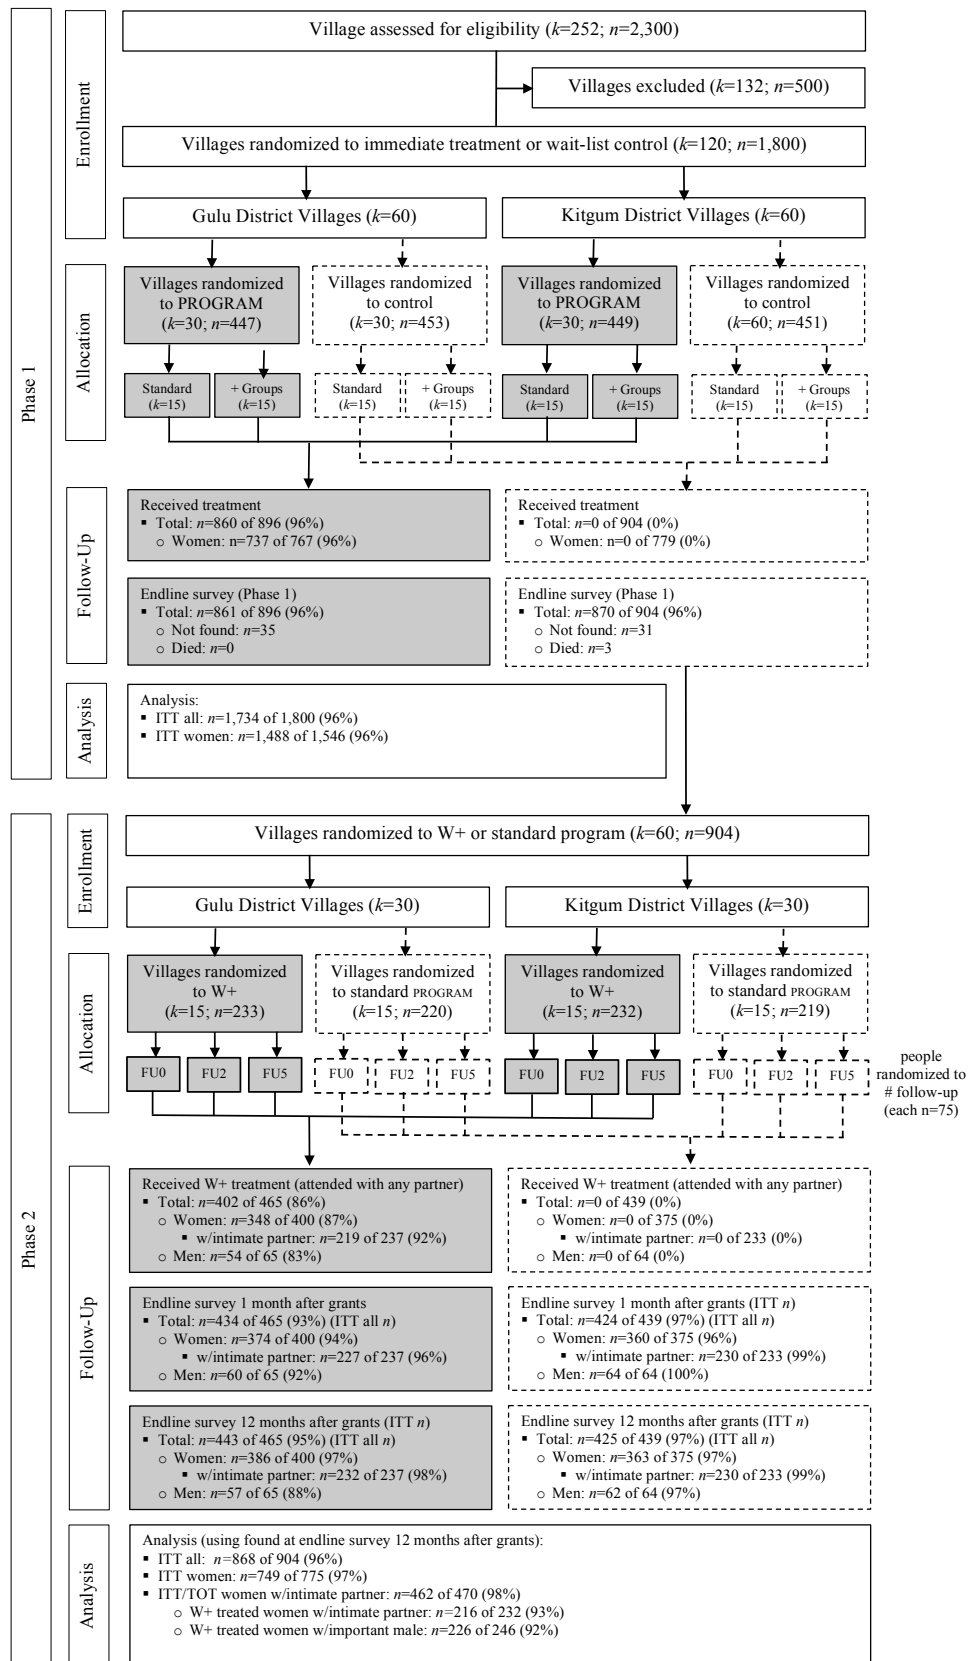 Phase 1
Enrollment
Village assessed for eligibility (k=252; n=2,300)
Villages excluded (k=132; n=500)
Villages randomized to immediate treatment or wait-list control (k=120; n=1,800)
Gulu District Villages (k=60)
Kitgum District Villages (k=60)
Allocation
Villages randomized
to PROGRAM
(k=30; n=447)
Villages randomized
to control
(k=30; n=453)
Villages randomized
to PROGRAM
(k=30; n=449)
Villages randomized
to control
(k=60; n=451)
Standard
(k=15)
+ Groups
(k=15)
Standard
(k=15)
+ Groups
(k=15)
Standard
(k=15)
+ Groups
(k=15)
Standard
(k=15)
+ Groups
(k=15)
Follow-Up
Received treatment
▪ Total: n=860 of 896 (96%)
o Women: n=737 of 767 (96%)
Received treatment
▪ Total: n=0 of 904 (0%)
o Women: n=0 of 779 (0%)
Endline survey (Phase 1)
▪ Total: n=861 of 896 (96%)
o Not found: n=35
o Died: n=0
Endline survey (Phase 1)
▪ Total: n=870 of 904 (96%)
o Not found: n=31
o Died: n=3
Analysis
Analysis:
▪ ITT all: n=1,734 of 1,800 (96%)
▪ ITT women: n=1,488 of 1,546 (96%)
Phase 2
Enrollment
Villages randomized to W+ or standard program (k=60; n=904)
Gulu District Villages (k=30)
Kitgum District Villages (k=30)
Allocation
Villages randomized
to W+
(k=15; n=233)
Villages randomized
to standard PROGRAM
(k=15; n=220)
Villages randomized
to W+
(k=15; n=232)
Villages randomized
to standard PROGRAM
(k=15; n=219)
FU0
FU2
FU5
FU0
FU2
FU5
FU0
FU2
FU5
FU0
FU2
FU5
people
randomized to
# follow-up
(each n=75)
Follow-Up
Received W+ treatment (attended with any partner)
▪ Total: n=402 of 465 (86%)
o Women: n=348 of 400 (87%)
▪ w/intimate partner: n=219 of 237 (92%)
o Men: n=54 of 65 (83%)
Received W+ treatment (attended with any partner)
▪ Total: n=0 of 439 (0%)
o Women: n=0 of 375 (0%)
▪ w/intimate partner: n=0 of 233 (0%)
o Men: n=0 of 64 (0%)
Endline survey 1 month after grants
▪ Total: n=434 of 465 (93%) (ITT all n)
o Women: n=374 of 400 (94%)
▪ w/intimate partner: n=227 of 237 (96%)
o Men: n=60 of 65 (92%)
Endline survey 1 month after grants (ITT n)
▪ Total: n=424 of 439 (97%) (ITT all n)
o Women: n=360 of 375 (96%)
▪ w/intimate partner: n=230 of 233 (99%)
o Men: n=64 of 64 (100%)
Endline survey 12 months after grants (ITT n)
▪ Total: n=443 of 465 (95%) (ITT all n)
o Women: n=386 of 400 (97%)
▪ w/intimate partner: n=232 of 237 (98%)
o Men: n=57 of 65 (88%)
Endline survey 12 months after grants (ITT n)
▪ Total: n=425 of 439 (97%) (ITT all n)
o Women: n=363 of 375 (97%)
▪ w/intimate partner: n=230 of 233 (99%)
o Men: n=62 of 64 (97%)
Analysis
Analysis (using found at endline survey 12 months after grants):
▪ ITT all: n=868 of 904 (96%)
▪ ITT women: n=749 of 775 (97%)
▪ ITT/TOT women w/intimate partner: n=462 of 470 (98%)
o W+ treated women w/intimate partner: n=216 of 232 (93%)
o W+ treated women w/important male: n=226 of 246 (92%)